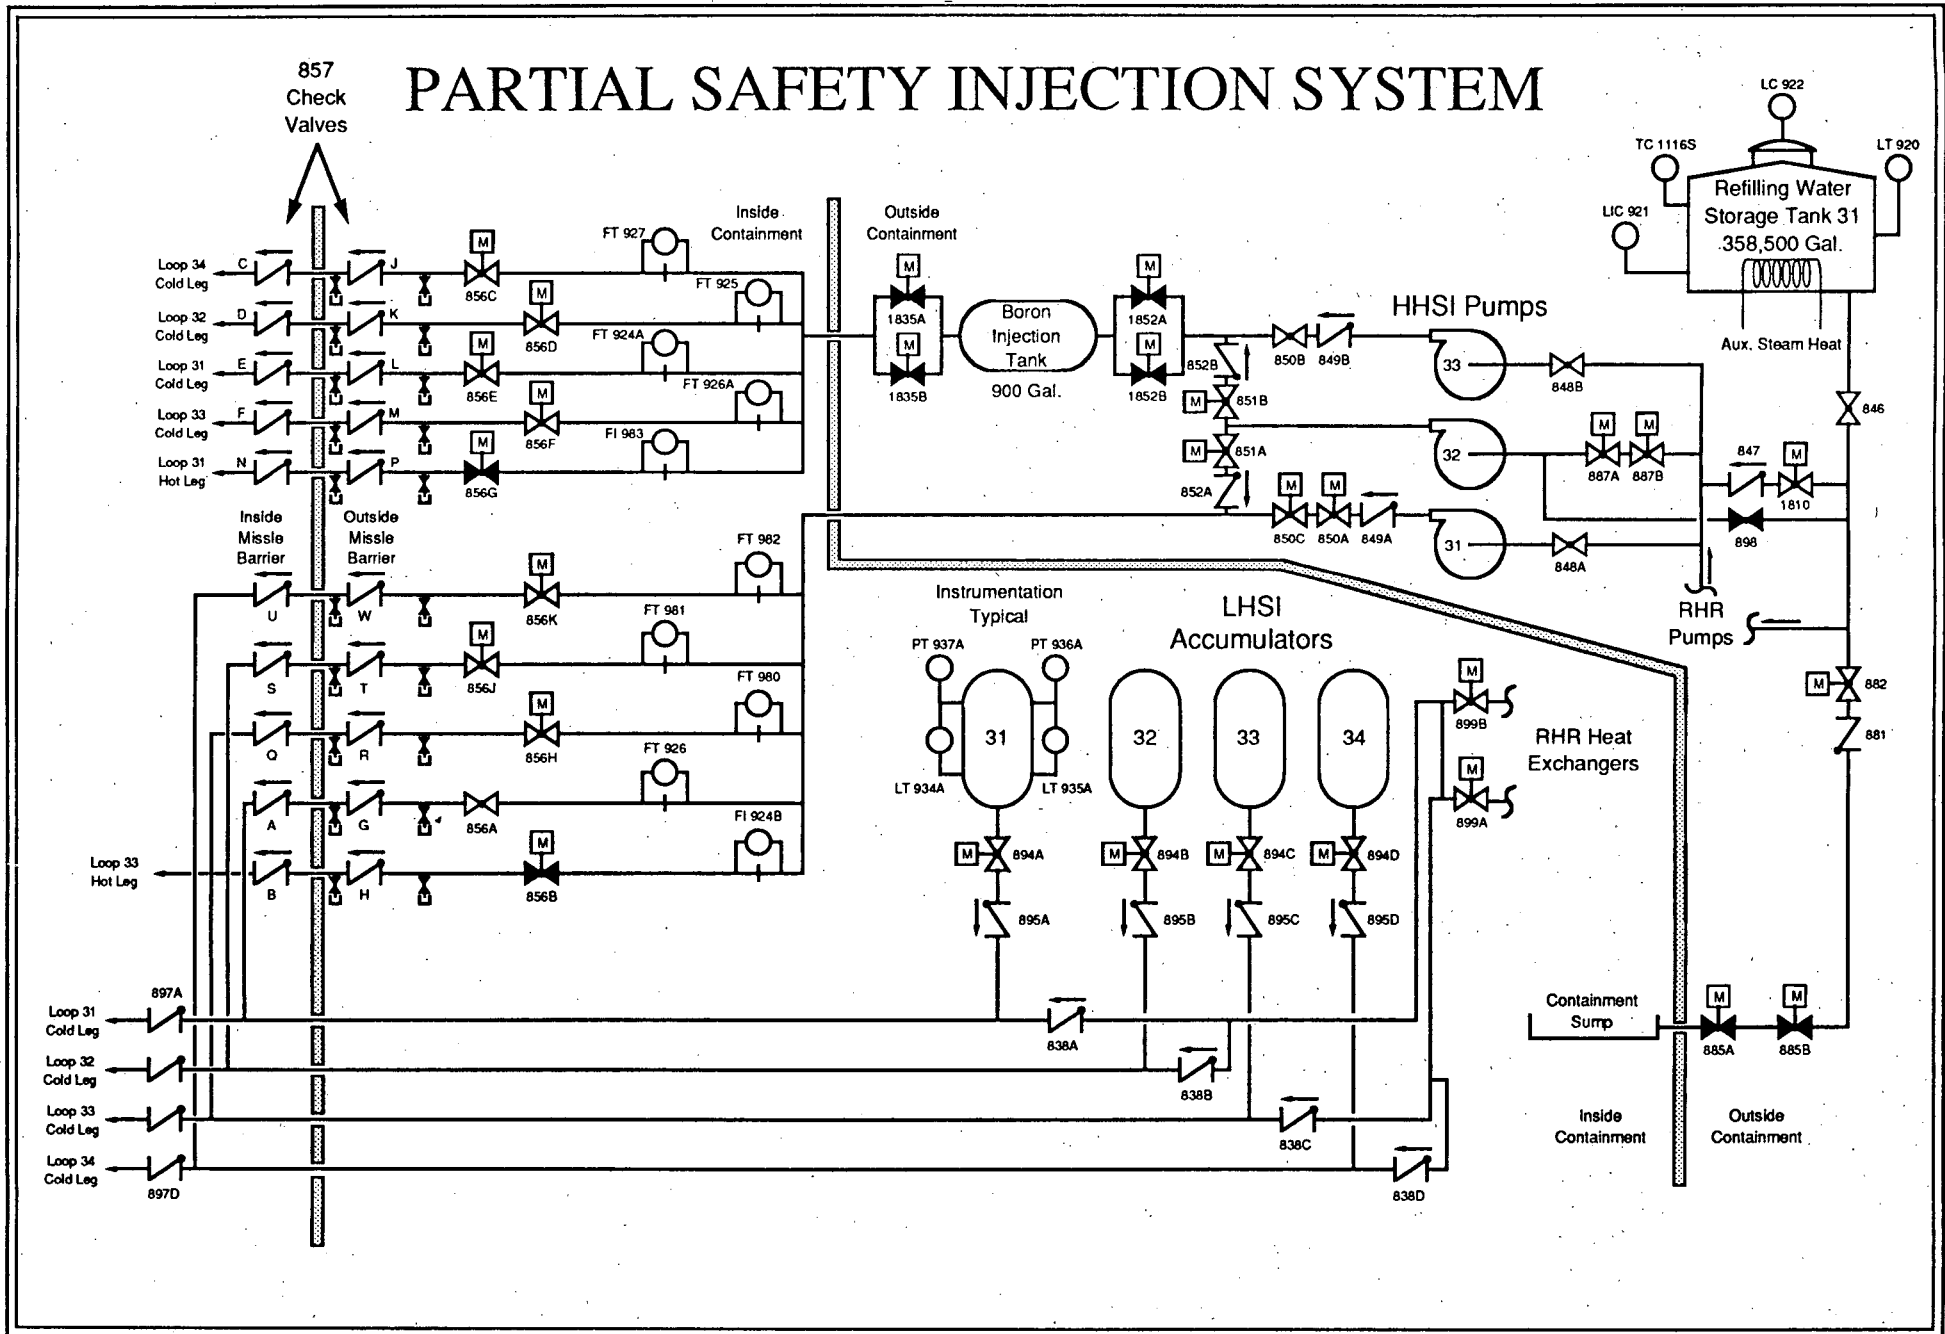 PARTIAL SAFETY INJECTION SYSTEM
857
Check
Valves
LC 922
TC 1116S
LT 920
LIC 921
Refilling Water
Storage Tank 31
358,500 Gal.
Aux. Steam Heat
Inside
Containment
Outside
Containment
Loop 34
Cold Leg
C
J
856C
FT 927
Loop 32
Cold Leg
D
K
M
856D
FT 925
Loop 31
Cold Leg
E
L
M
856E
FT 924A
Loop 33
Cold Leg
F
M
M
856F
FT 926A
Loop 31
Hot Leg
N
P
M
856G
FI 983
M
M
1835A
M
1835B
Boron
Injection
Tank
900 Gal.
M
1852A
M
1852B
HHSI Pumps
852B
850B
849B
33
848B
M
851B
M
851A
852A
32
M
887A
M
887B
847
M
1810
846
898
M
850C
M
850A
849A
31
848A
RHR
Pumps
Inside
Missle
Barrier
Outside
Missle
Barrier
U
W
M
856K
FT 982
S
T
M
856J
FT 981
Q
R
M
856H
FT 980
A
G
856A
FT 926
Loop 33
Hot Leg
B
H
M
856B
FI 924B
Instrumentation
Typical
LHSI
Accumulators
PT 937A
PT 936A
LT 934A
LT 935A
31
32
33
34
M
894A
M
894B
M
894C
M
894D
895A
895B
895C
895D
M
899B
M
899A
RHR Heat
Exchangers
M
882
881
Containment
Sump
M
885A
M
885B
Inside
Containment
Outside
Containment
Loop 31
Cold Leg
897A
838A
Loop 32
Cold Leg
838B
Loop 33
Cold Leg
838C
Loop 34
Cold Leg
897D
838D